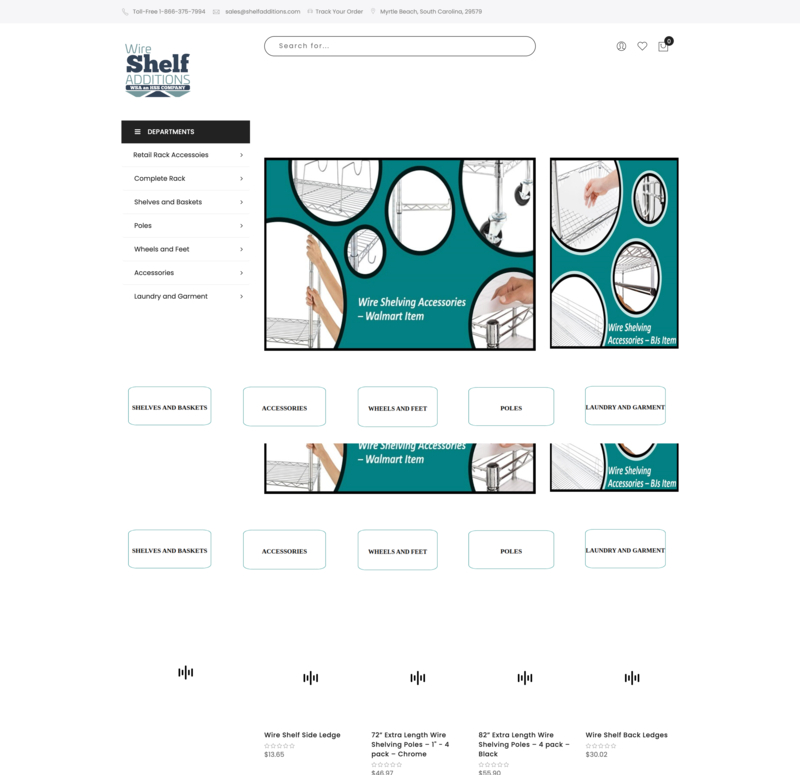 Toll-Free 1-866-375-7994 sales@shelfadditions.com Track Your Order Myrtle Beach, South Carolina, 29579
Wire
Shelf
ADDITIONS
WSA an HSS COMPANY
Search for...
0
DEPARTMENTS
Retail Rack Accessoies
Complete Rack
Shelves and Baskets
Poles
Wheels and Feet
Accessories
Laundry and Garment
Wire Shelving Accessories
– Walmart Item
Wire Shelving
Accessories – BJs Item
SHELVES AND BASKETS ACCESSORIES WHEELS AND FEET POLES LAUNDRY AND GARMENT
Wire Shelving Accessories
– Walmart Item
Wire Shelving
Accessories – BJs Item
SHELVES AND BASKETS ACCESSORIES WHEELS AND FEET POLES LAUNDRY AND GARMENT
Wire Shelf Side Ledge
$13.65
72" Extra Length Wire
Shelving Poles – 1" - 4
pack – Chrome
$46.97
82" Extra Length Wire
Shelving Poles – 4 pack –
Black
$55.90
Wire Shelf Back Ledges
$30.02